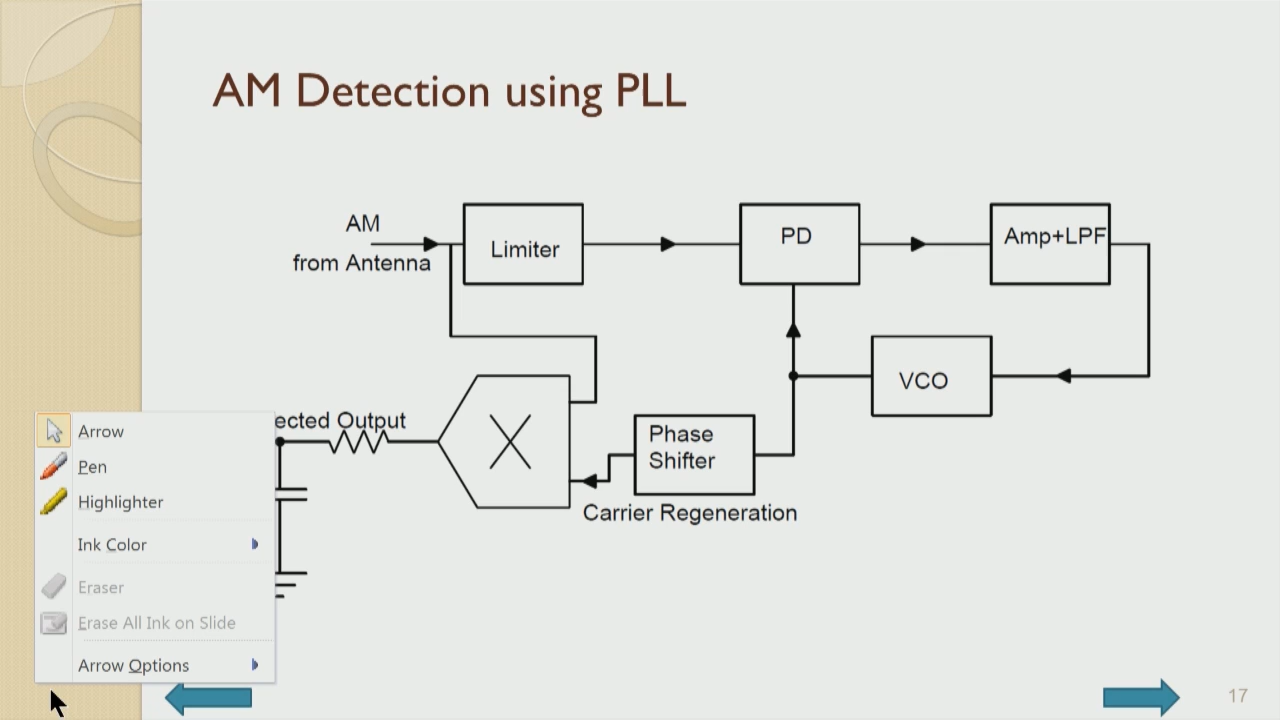 AM Detection using PLL
AM
from Antenna
Limiter
PD
Amp+LPF
VCO
Phase
Shifter
Carrier Regeneration
ected Output
Arrow
Pen
Highlighter
Ink Color
Eraser
Erase All Ink on Slide
Arrow Options
17